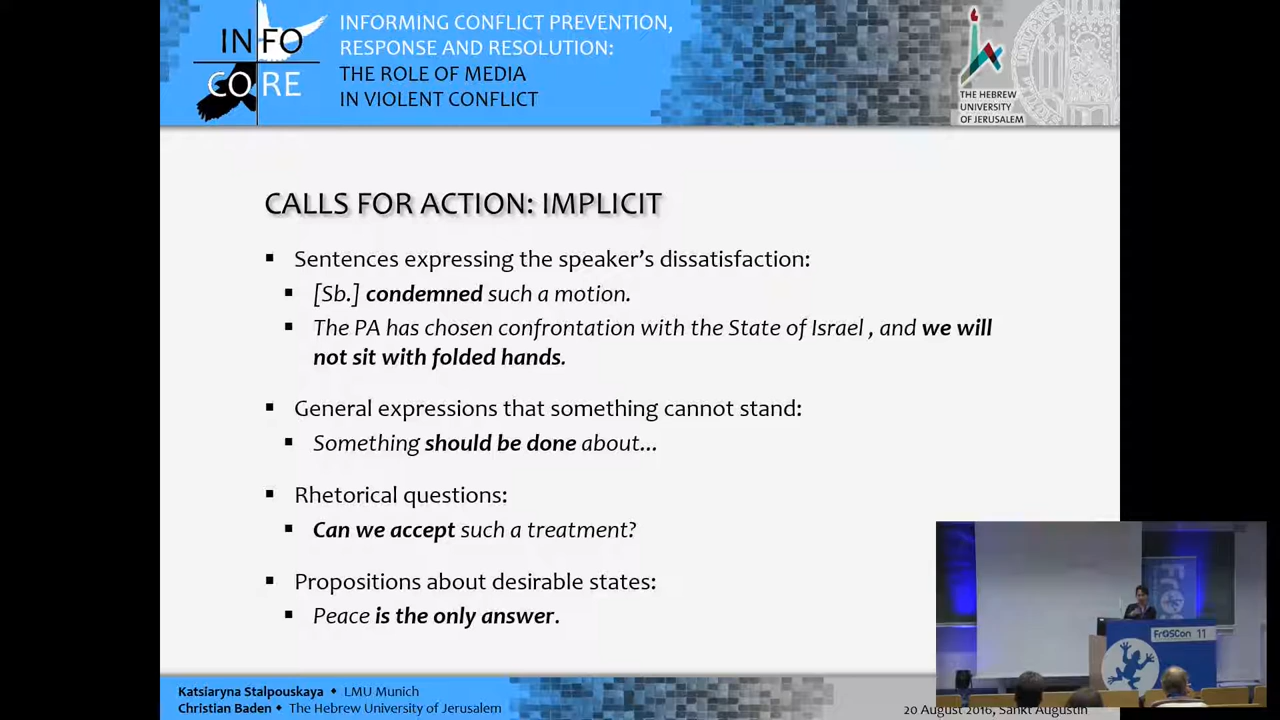 INFO
CORE
INFORMING CONFLICT PREVENTION,
RESPONSE AND RESOLUTION:
THE ROLE OF MEDIA
IN VIOLENT CONFLICT
THE HEBREW
UNIVERSITY
OF JERUSALEM
CALLS FOR ACTION: IMPLICIT
▪ Sentences expressing the speaker's dissatisfaction:
▪ [Sb.] condemned such a motion.
▪ The PA has chosen confrontation with the State of Israel , and we will
not sit with folded hands.
▪ General expressions that something cannot stand:
▪ Something should be done about...
▪ Rhetorical questions:
▪ Can we accept such a treatment?
▪ Propositions about desirable states:
▪ Peace is the only answer.
FrOSCon 11
Katsiaryna Stalpouskaya ◆ LMU Munich
Christian Baden ◆ The Hebrew University of Jerusalem
20 August 2016, Sankt Augustin